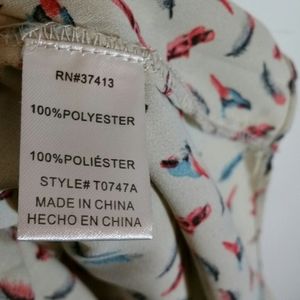 RN#37413
100%POLYESTER
100%POLIÉSTER
STYLE# T0747A
MADE IN CHINA
HECHO EN CHINA